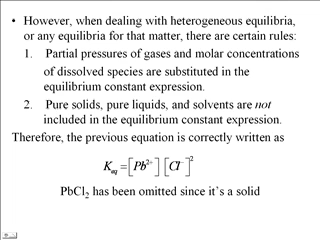 • However, when dealing with heterogeneous equilibria,
or any equilibria for that matter, there are certain rules:
1. Partial pressures of gases and molar concentrations
of dissolved species are substituted in the
equilibrium constant expression.
2. Pure solids, pure liquids, and solvents are not
included in the equilibrium constant expression.
Therefore, the previous equation is correctly written as
K_eq = [Pb²⁺] [Cl⁻]²
PbCl₂ has been omitted since it’s a solid